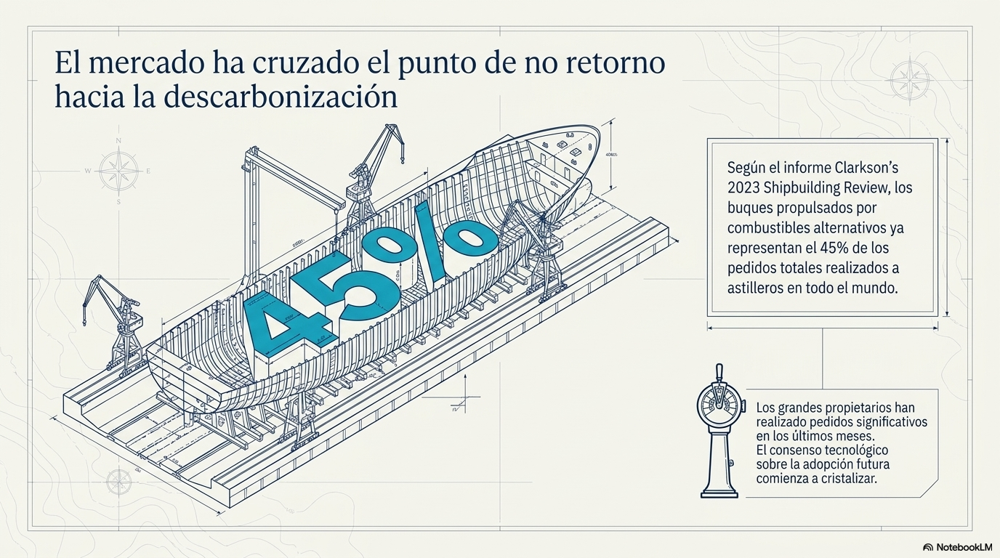 El mercado ha cruzado el punto de no retorno
hacia la descarbonización
N
W
E
S
45%
Según el informe Clarkson's
2023 Shipbuilding Review, los
buques propulsados por
combustibles alternativos ya
representan el 45% de los
pedidos totales realizados a
astilleros en todo el mundo.
Los grandes propietarios han
realizado pedidos significativos
en los últimos meses.
El consenso tecnológico
sobre la adopción futura
comienza a cristalizar.
NotebookLM